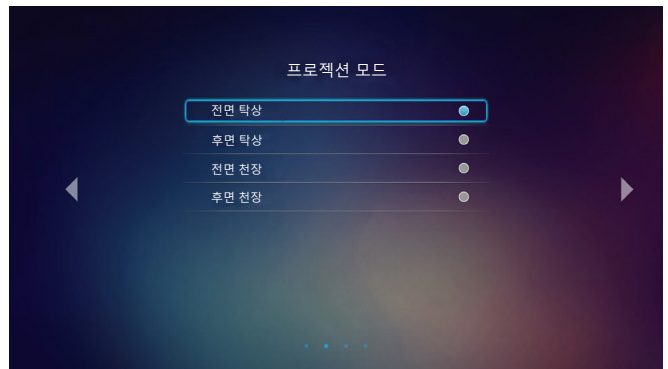 프로젝션 모드
전면 탁상
후면 탁상
전면 천장
후면 천장